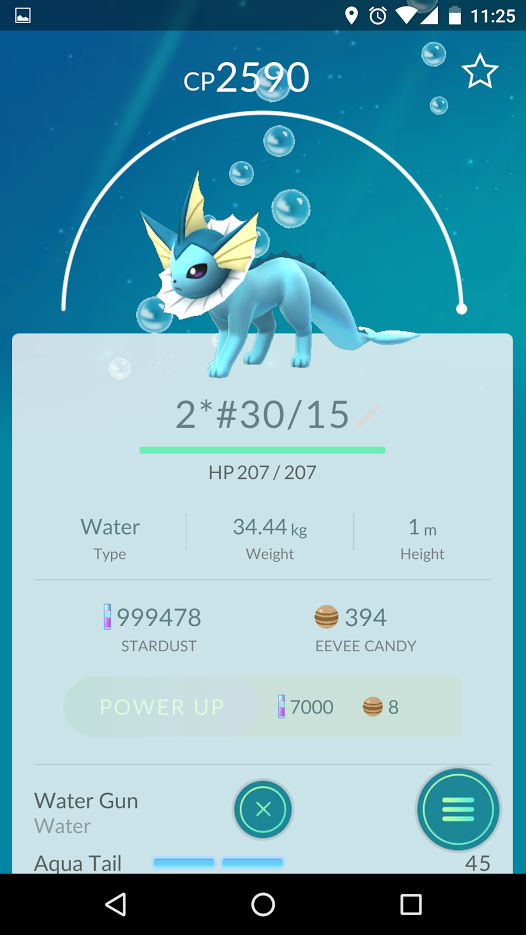 11:25
CP2590
2*#30/15
HP 207 / 207
Water 34.44 kg 1 m
Type Weight Height
999478 394
STARDUST EEVEE CANDY
POWER UP 7000 8
Water Gun
Water
Aqua Tail 45